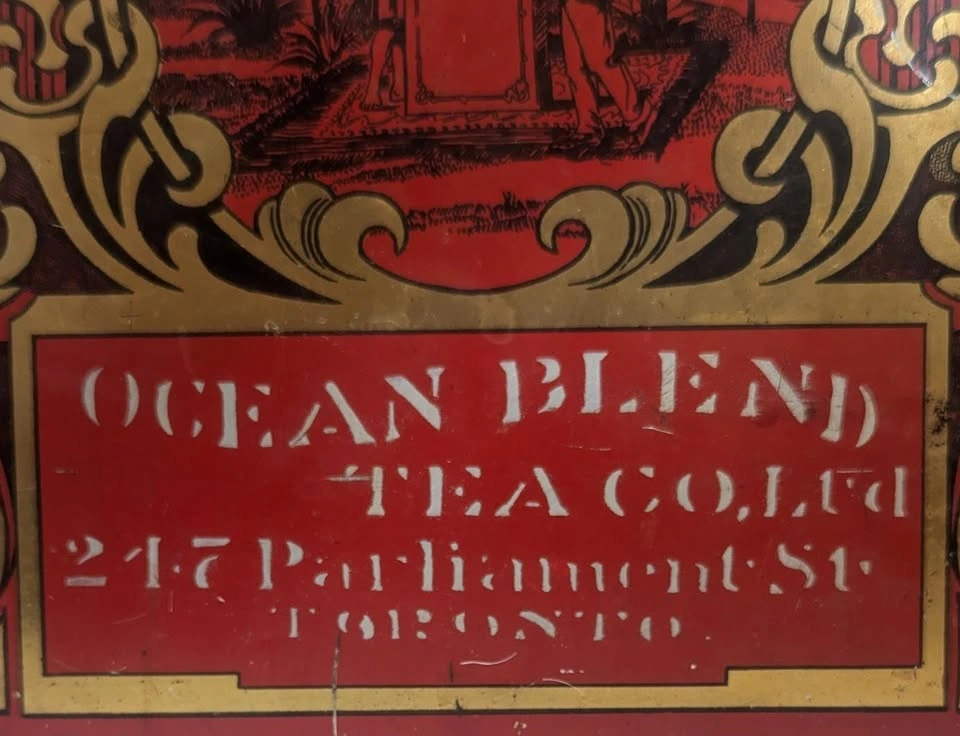 OCEAN BLEND
TEA CO, Ltd
247 Parliament St
TORONTO.